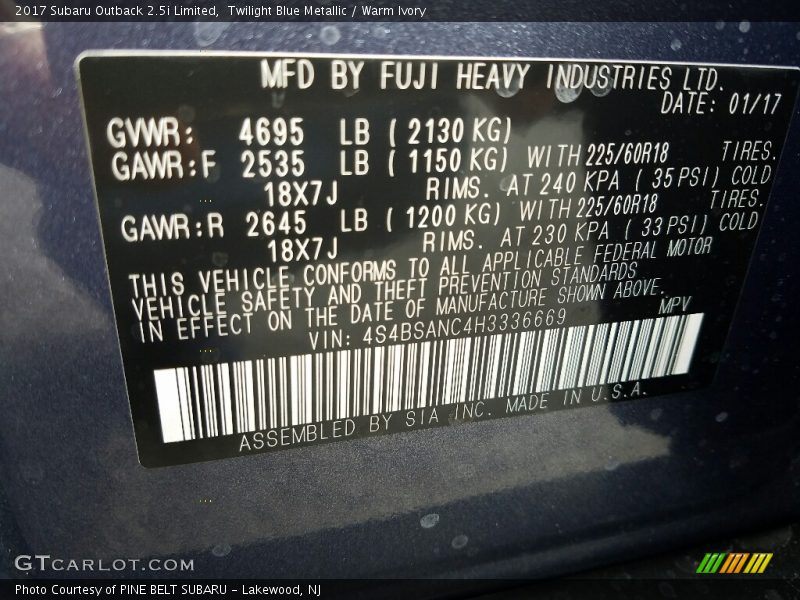 2017 Subaru Outback 2.5i Limited,  Twilight Blue Metallic / Warm Ivory
MFD BY FUJI HEAVY INDUSTRIES LTD.
DATE: 01/17
GVWR: 4695 LB (2130 KG)
GAWR:F 2535 LB (1150 KG) WITH 225/60R18 TIRES.
18X7J RIMS. AT 240 KPA (35 PSI) COLD
GAWR:R 2645 LB (1200 KG) WITH 225/60R18 TIRES.
18X7J RIMS. AT 230 KPA (33 PSI) COLD
THIS VEHICLE CONFORMS TO ALL APPLICABLE FEDERAL MOTOR
VEHICLE SAFETY AND THEFT PREVENTION STANDARDS
IN EFFECT ON THE DATE OF MANUFACTURE SHOWN ABOVE.
VIN: 4S4BSANC4H3336669 MPV
ASSEMBLED BY SIA INC. MADE IN U.S.A.
GTCARLOT.COM
Photo Courtesy of PINE BELT SUBARU - Lakewood, NJ